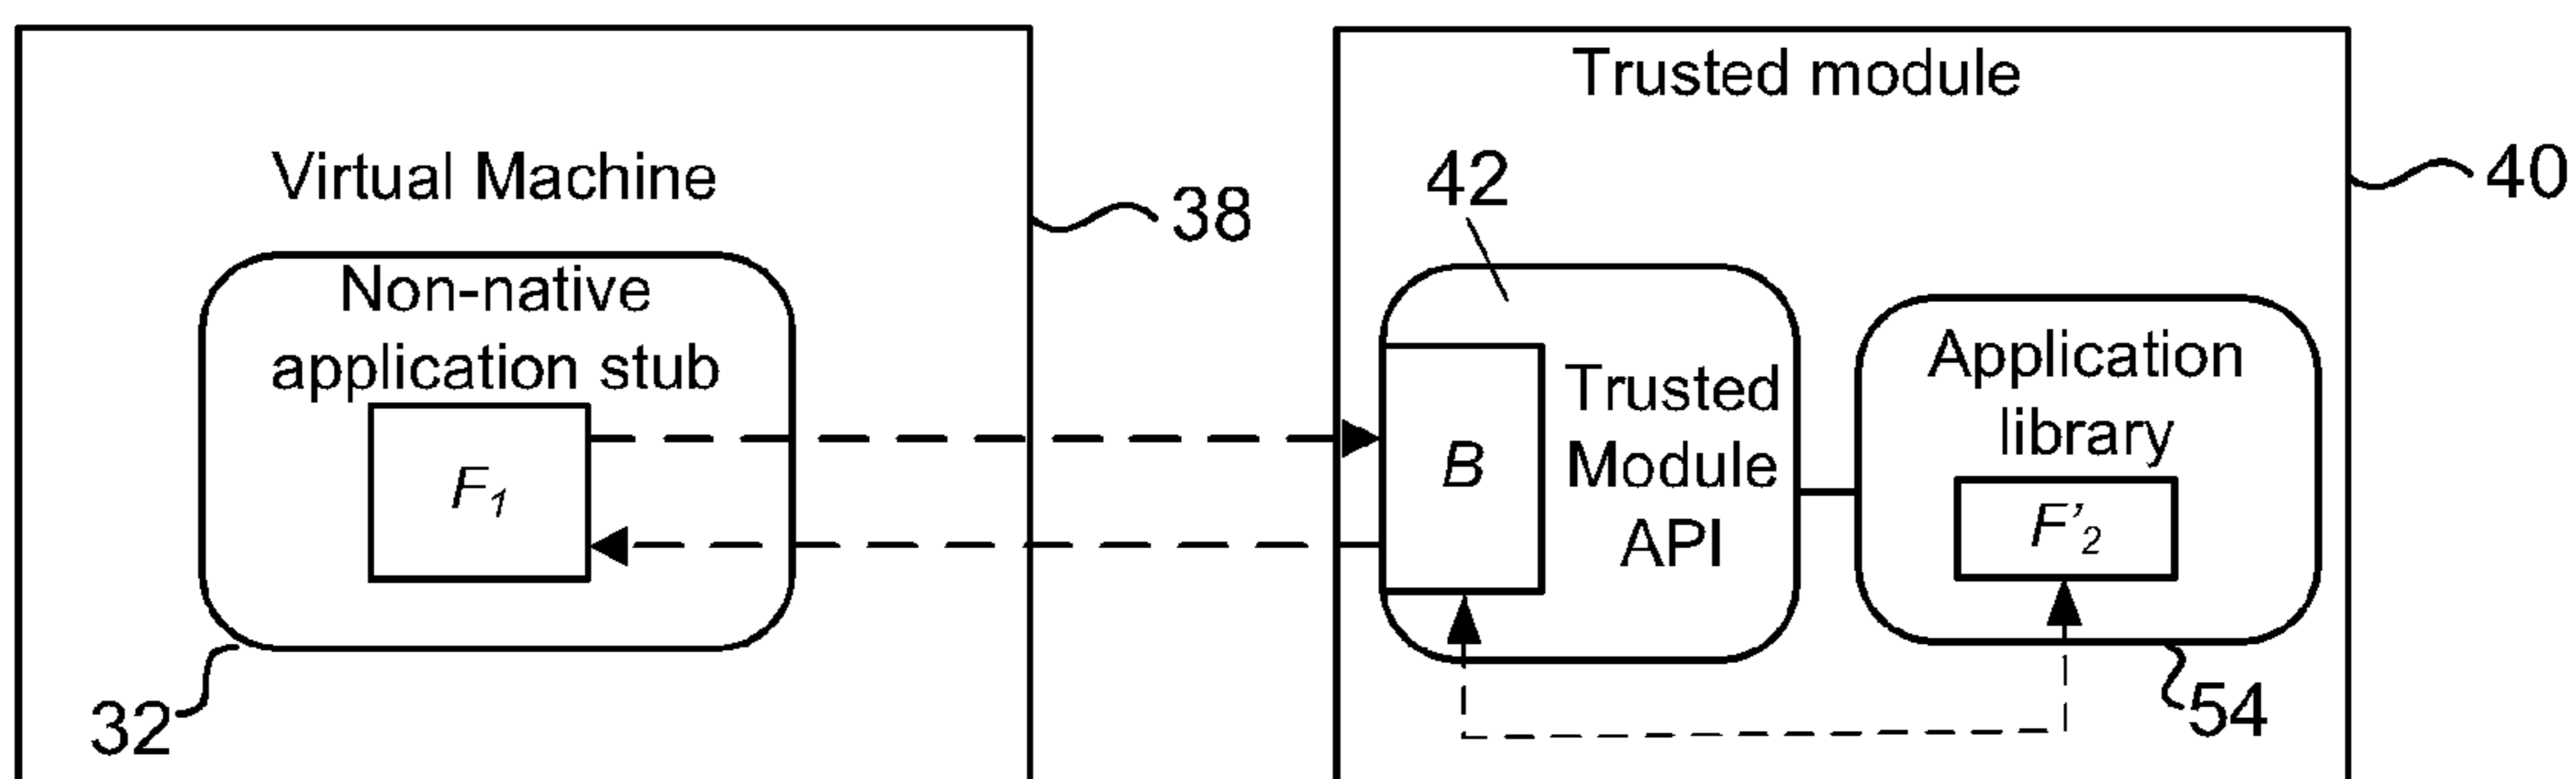 Virtual Machine
38
Non-native
application stub
F₁
32
Trusted module
40
42
B
Trusted
Module
API
Application
library
F’₂
54